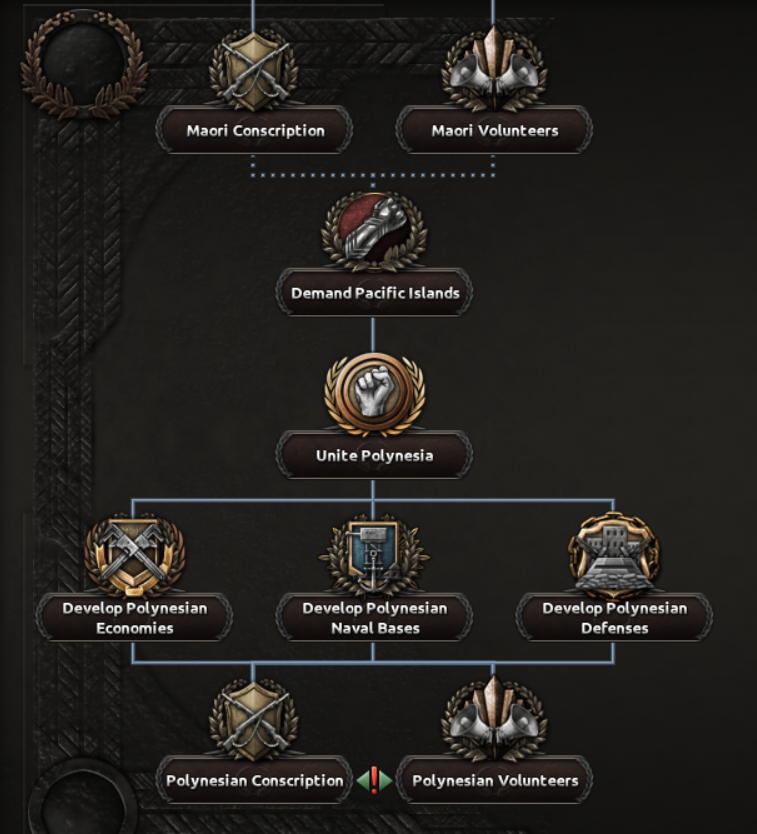 Maori Conscription
Maori Volunteers
Demand Pacific Islands
Unite Polynesia
Develop Polynesian
Economies
Develop Polynesian
Naval Bases
Develop Polynesian
Defenses
Polynesian Conscription
Polynesian Volunteers